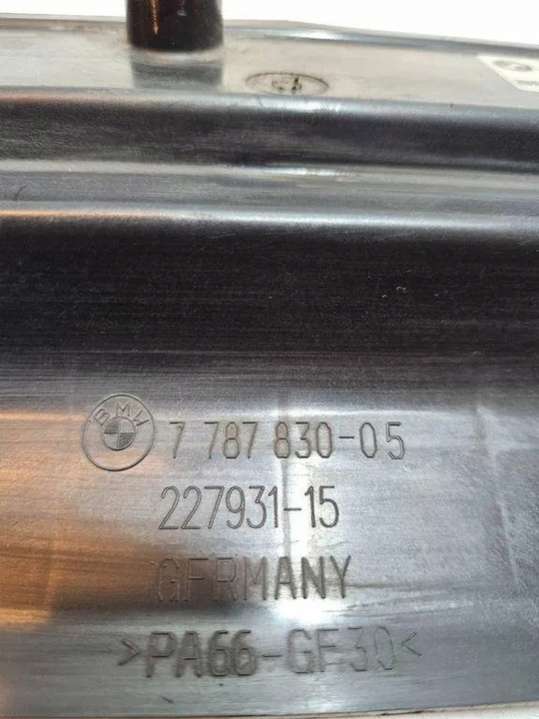 BMW 7 787 830-05
227931-15
GERMANY
>PA66-GF30<